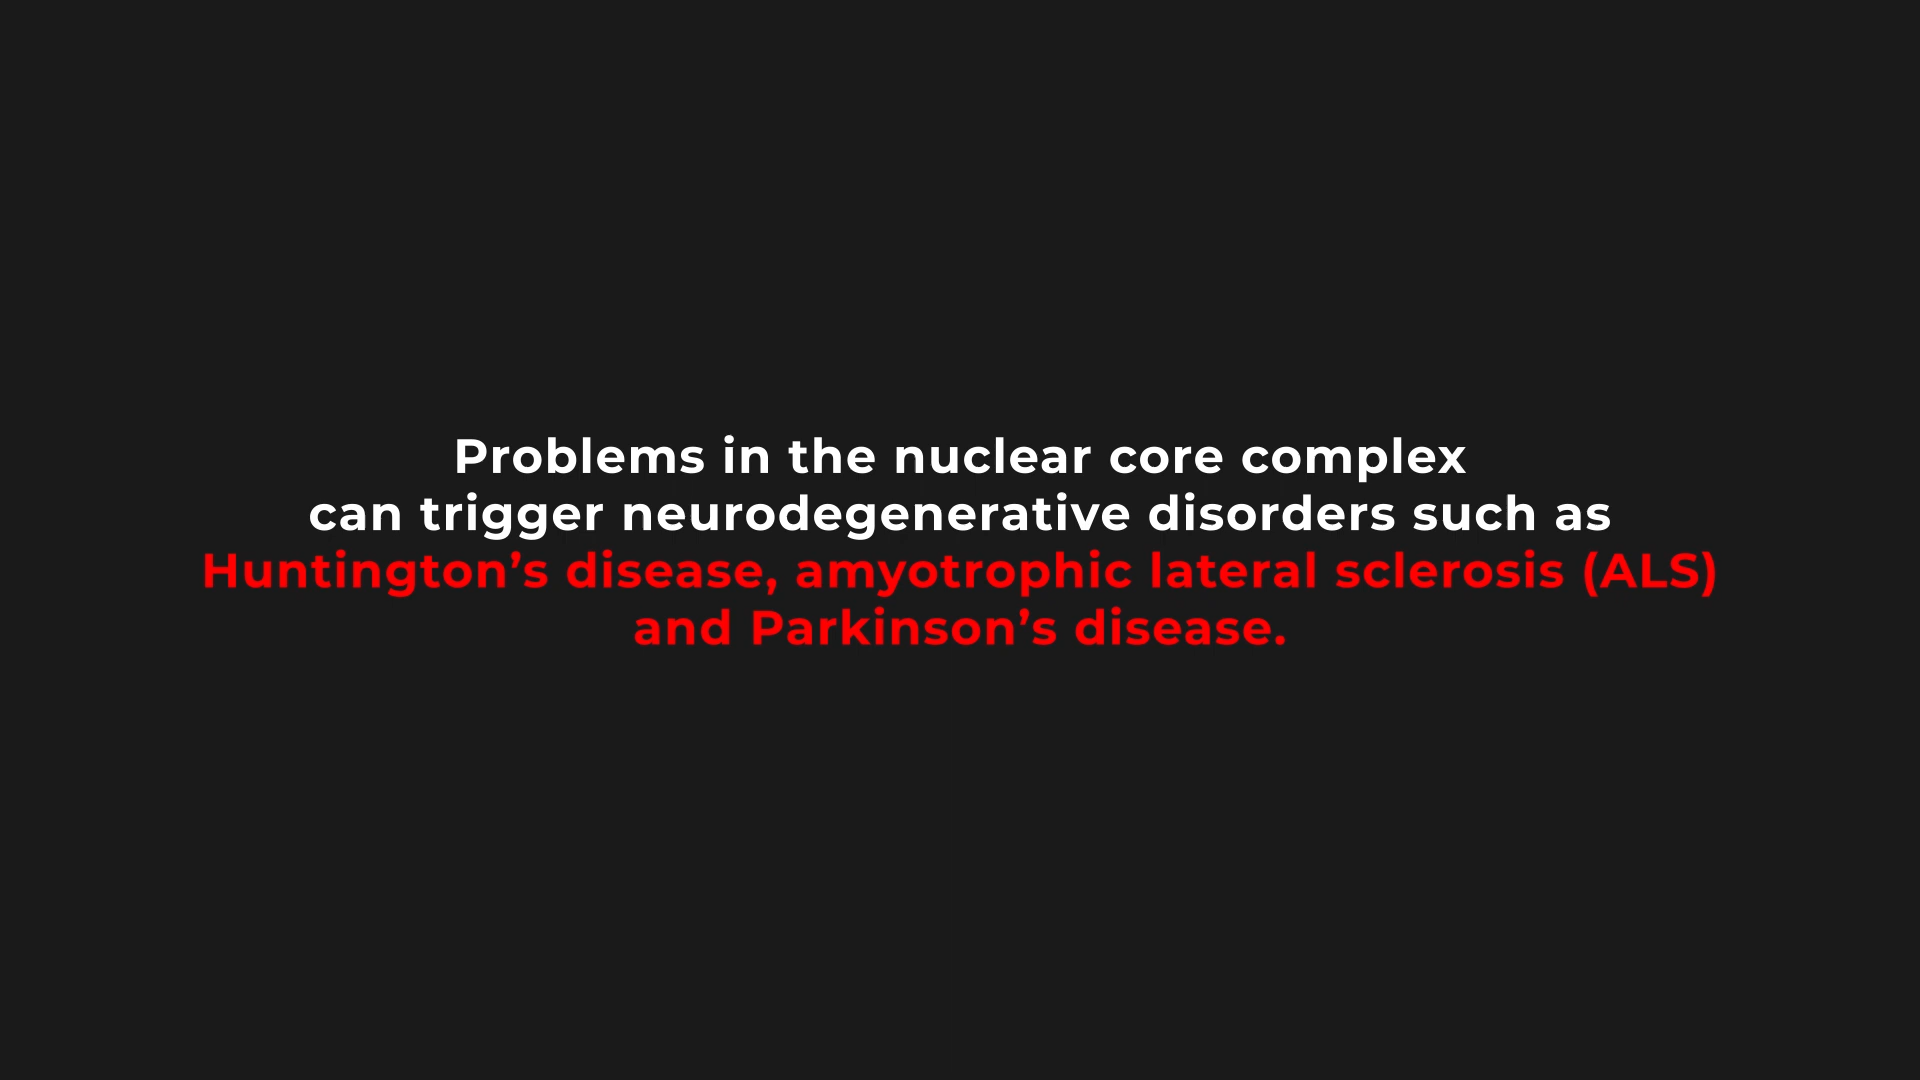 Problems in the nuclear core complex
can trigger neurodegenerative disorders such as
Huntington’s disease, amyotrophic lateral sclerosis (ALS)
and Parkinson’s disease.